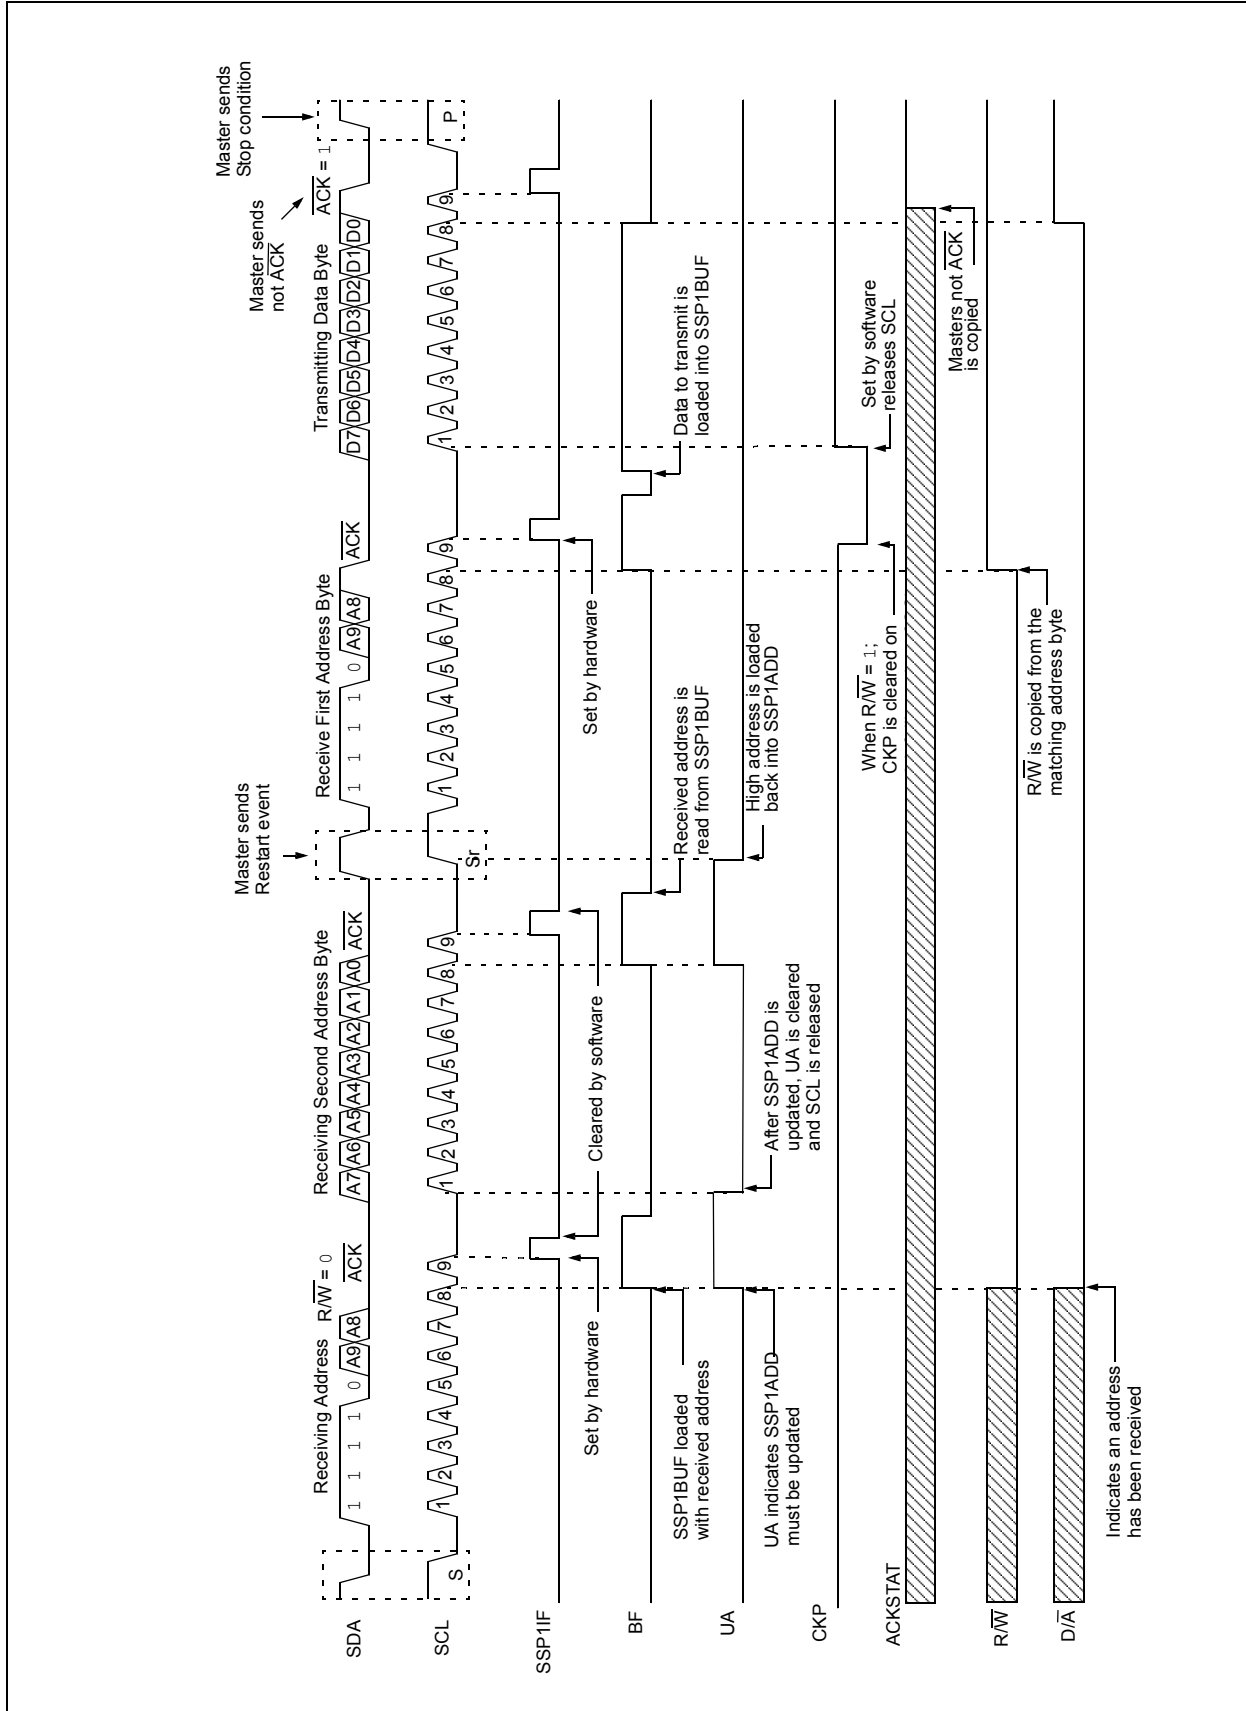 Master sends
Restart event
Master sends
not A̅C̅K̅
Master sends
Stop condition
Receiving Address
R/W̅ = 0
A̅C̅K̅
Receiving Second Address Byte
A̅C̅K̅
Receive First Address Byte
A̅C̅K̅
Transmitting Data Byte
A̅C̅K̅ = 1
SDA
1 1 1 1 0 A9 A8
A7 A6 A5 A4 A3 A2 A1 A0
1 1 1 1 0 A9 A8
D7 D6 D5 D4 D3 D2 D1 D0
SCL
S
1 2 3 4 5 6 7 8 9
1 2 3 4 5 6 7 8 9
Sr
1 2 3 4 5 6 7 8 9
1 2 3 4 5 6 7 8 9
P
SSP1IF
Set by hardware
Cleared by software
Set by hardware
BF
SSP1BUF loaded
with received address
Received address is
read from SSP1BUF
Data to transmit is
loaded into SSP1BUF
UA
UA indicates SSP1ADD
must be updated
After SSP1ADD is
updated, UA is cleared
and SCL is released
High address is loaded
back into SSP1ADD
CKP
When R/W̅ = 1;
CKP is cleared on
Set by software
releases SCL
ACKSTAT
Masters not A̅C̅K̅
is copied
R/W̅
R/W̅ is copied from the
matching address byte
D/A̅
Indicates an address
has been received